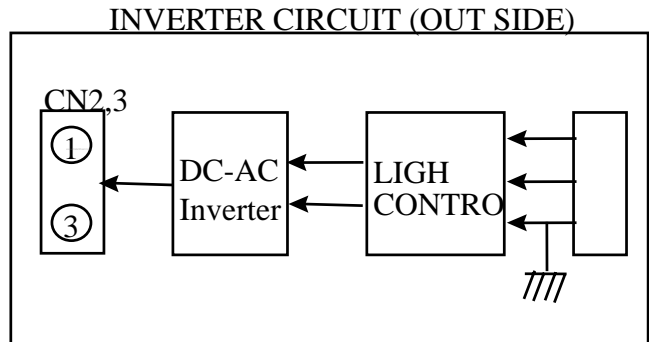 INVERTER CIRCUIT (OUT SIDE)
CN2,3
1
3
DC-AC
Inverter
LIGH
CONTRO